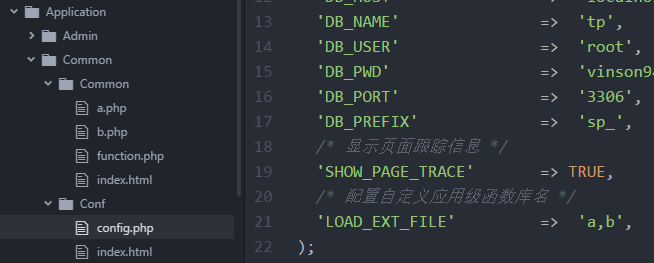 Application
Admin
Common
Common
a.php
b.php
function.php
index.html
Conf
config.php
index.html
13 'DB_NAME' => 'tp',
14 'DB_USER' => 'root',
15 'DB_PWD' => 'vinson94
16 'DB_PORT' => '3306',
17 'DB_PREFIX' => 'sp_',
18 /* 显示页面跟踪信息 */
19 'SHOW_PAGE_TRACE' => TRUE,
20 /* 配置自定义应用级函数库名 */
21 'LOAD_EXT_FILE' => 'a,b',
22 );